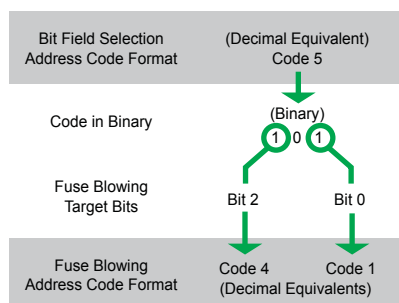 Bit Field Selection
Address Code Format
(Decimal Equivalent)
Code 5
Code in Binary
(Binary)
1 0 1
Fuse Blowing
Target Bits
Bit 2
Bit 0
Fuse Blowing
Address Code Format
Code 4
Code 1
(Decimal Equivalents)